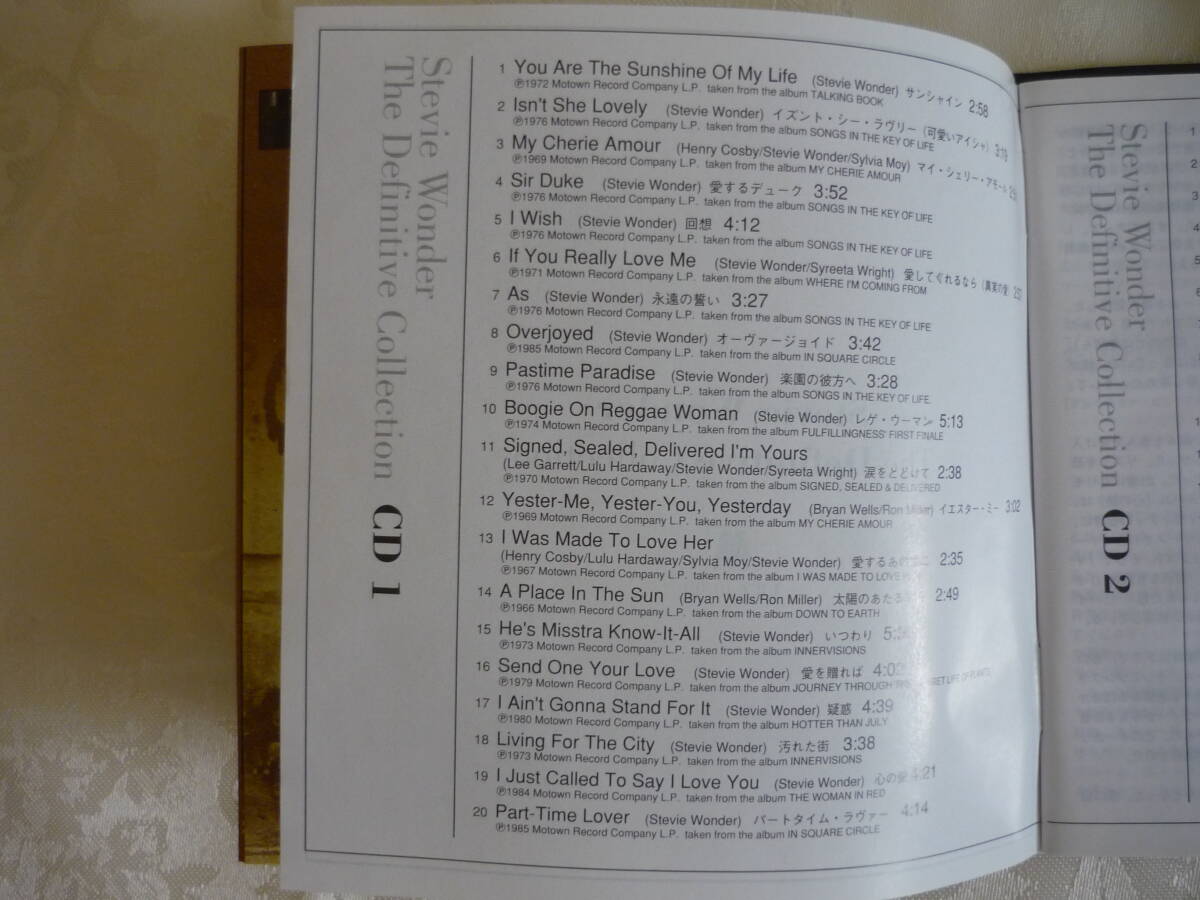 Stevie Wonder
The Definitive Collection CD 1
1 You Are The Sunshine Of My Life (Stevie Wonder) サンシャイン 2:58
℗1972 Motown Record Company L.P. taken from the album TALKING BOOK
2 Isn't She Lovely (Stevie Wonder) イズント・シー・ラヴリー (可愛いアイシャ) 3:19
℗1976 Motown Record Company L.P. taken from the album SONGS IN THE KEY OF LIFE
3 My Cherie Amour (Henry Cosby/Stevie Wonder/Sylvia Moy) マイ・シェリー・アモール
℗1969 Motown Record Company L.P. taken from the album MY CHERIE AMOUR
4 Sir Duke (Stevie Wonder) 愛するデューク 3:52
℗1976 Motown Record Company L.P. taken from the album SONGS IN THE KEY OF LIFE
5 I Wish (Stevie Wonder) 回想 4:12
℗1976 Motown Record Company L.P. taken from the album SONGS IN THE KEY OF LIFE
6 If You Really Love Me (Stevie Wonder/Syreeta Wright) 愛してくれるなら (真実の愛)
℗1971 Motown Record Company L.P. taken from the album WHERE I'M COMING FROM
7 As (Stevie Wonder) 永遠の誓い 3:27
℗1976 Motown Record Company L.P. taken from the album SONGS IN THE KEY OF LIFE
8 Overjoyed (Stevie Wonder) オーヴァージョイド 3:42
℗1985 Motown Record Company L.P. taken from the album IN SQUARE CIRCLE
9 Pastime Paradise (Stevie Wonder) 楽園の彼方へ 3:28
℗1976 Motown Record Company L.P. taken from the album SONGS IN THE KEY OF LIFE
10 Boogie On Reggae Woman (Stevie Wonder) レゲ・ウーマン 5:13
℗1974 Motown Record Company L.P. taken from the album FULFILLINGNESS' FIRST FINALE
11 Signed, Sealed, Delivered I'm Yours
(Lee Garrett/Lulu Hardaway/Stevie Wonder/Syreeta Wright) 涙をとどけて 2:38
℗1970 Motown Record Company L.P. taken from the album SIGNED, SEALED & DELIVERED
12 Yester-Me, Yester-You, Yesterday (Bryan Wells/Ron Miller) イエスター・ミー 3:02
℗1969 Motown Record Company L.P. taken from the album MY CHERIE AMOUR
13 I Was Made To Love Her
(Henry Cosby/Lulu Hardaway/Sylvia Moy/Stevie Wonder) 愛するあの 2:35
℗1967 Motown Record Company L.P. taken from the album I WAS MADE TO LOVE
14 A Place In The Sun (Bryan Wells/Ron Miller) 太陽のあたる 2:49
℗1966 Motown Record Company L.P. taken from the album DOWN TO EARTH
15 He's Misstra Know-It-All (Stevie Wonder) いつわり
℗1973 Motown Record Company L.P. taken from the album INNERVISIONS
16 Send One Your Love (Stevie Wonder) 愛を贈れば
℗1979 Motown Record Company L.P. taken from the album JOURNEY THROUGH LIFE OF PLANTS
17 I Ain't Gonna Stand For It (Stevie Wonder) 疑惑 4:39
℗1980 Motown Record Company L.P. taken from the album HOTTER THAN JULY
18 Living For The City (Stevie Wonder) 汚れた街 3:38
℗1973 Motown Record Company L.P. taken from the album INNERVISIONS
19 I Just Called To Say I Love You (Stevie Wonder) 心の愛 4:21
℗1984 Motown Record Company L.P. taken from the album THE WOMAN IN RED
20 Part-Time Lover (Stevie Wonder) パートタイム・ラヴァー 4:14
℗1985 Motown Record Company L.P. taken from the album IN SQUARE CIRCLE
Stevie Wonder
The Definitive Collection CD 2